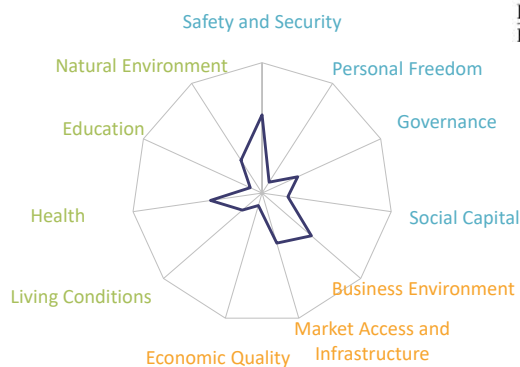 Safety and Security
Natural Environment
Personal Freedom
Education
Governance
Health
Social Capital
Living Conditions
Business Environment
Market Access and
Infrastructure
Economic Quality